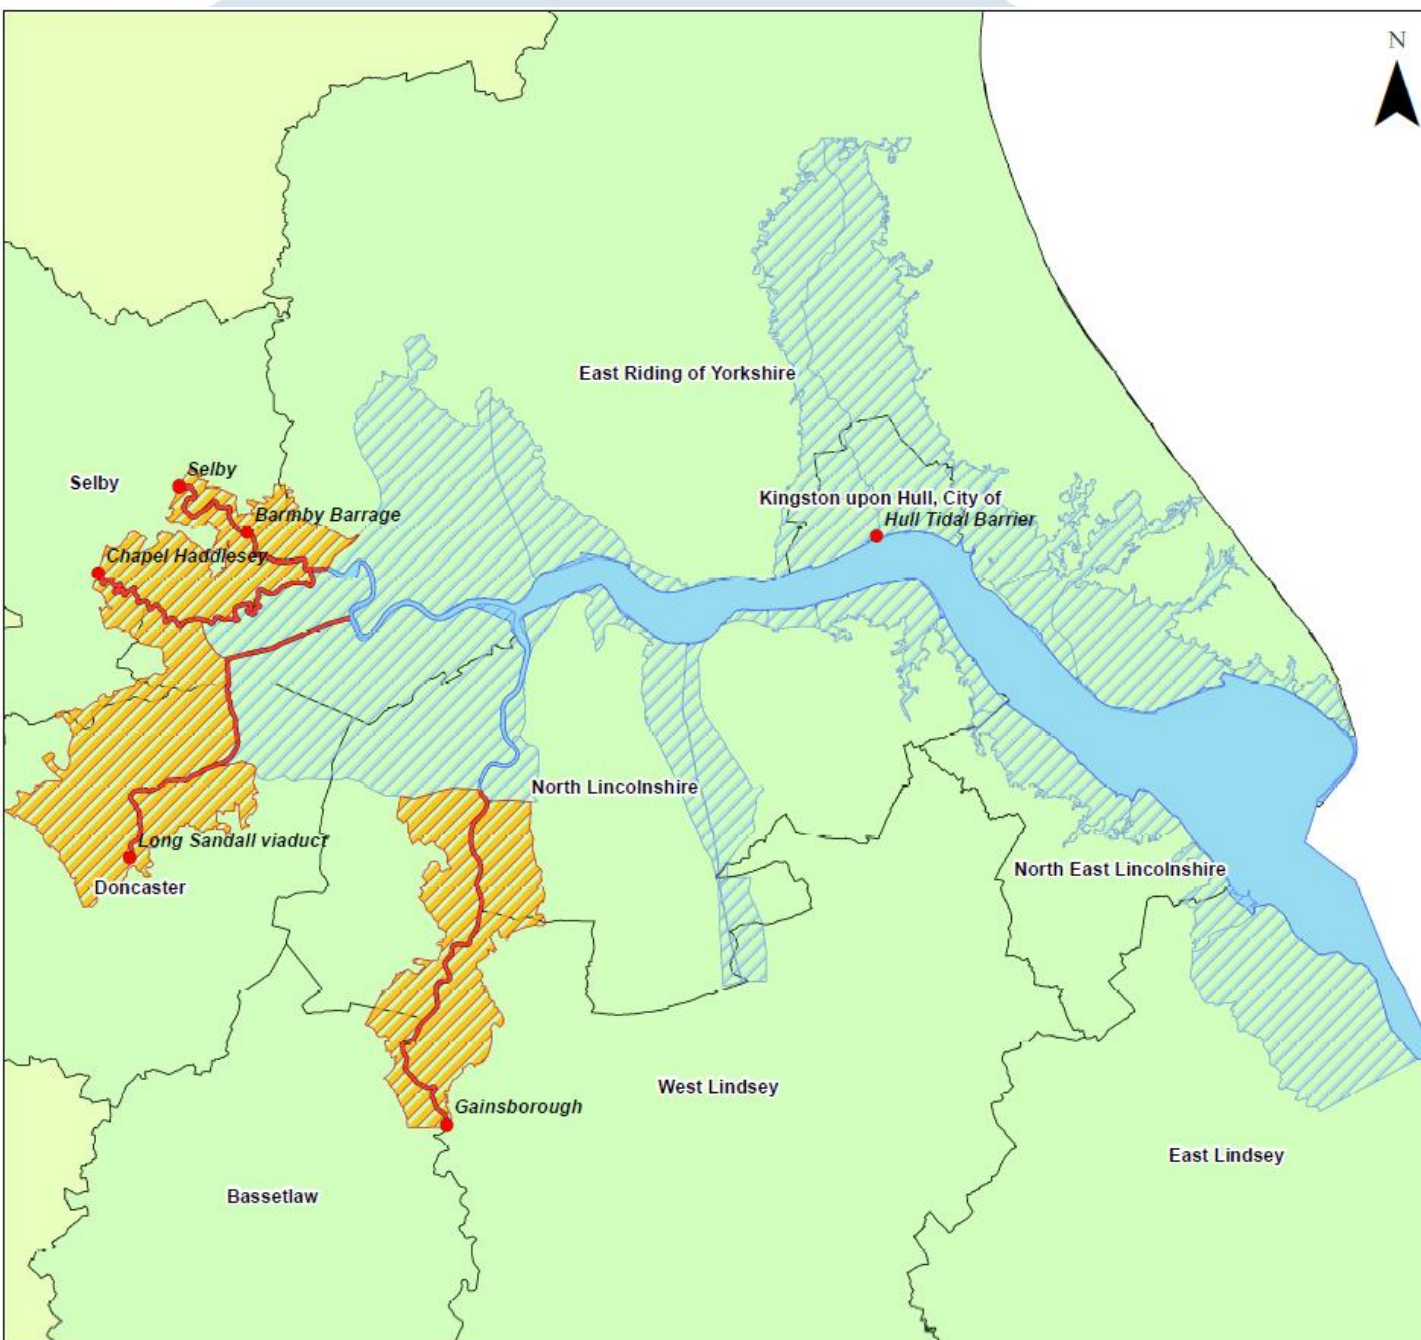 N
East Riding of Yorkshire
Selby
Selby
Kingston upon Hull, City of
Barmby Barrage
Hull Tidal Barrier
Chapel Haddlesey
North Lincolnshire
Long Sandall viaduct
North East Lincolnshire
Doncaster
West Lindsey
Gainsborough
East Lindsey
Bassetlaw